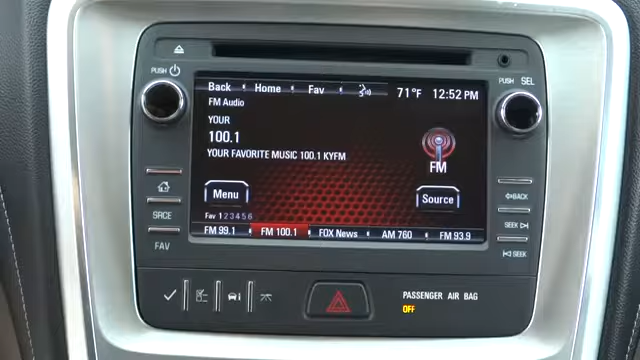 PUSH
PUSH SEL
Back Home Fav 71°F 12:52 PM
FM Audio
YOUR
100.1
YOUR FAVORITE MUSIC 100.1 KYFM
FM
Menu
Source
Fav 1 2 3 4 5 6
FM 99.1 FM 100.1 FOX News AM 760 FM 93.9
SRCE
FAV
BACK
SEEK
SEEK
PASSENGER AIR BAG
OFF